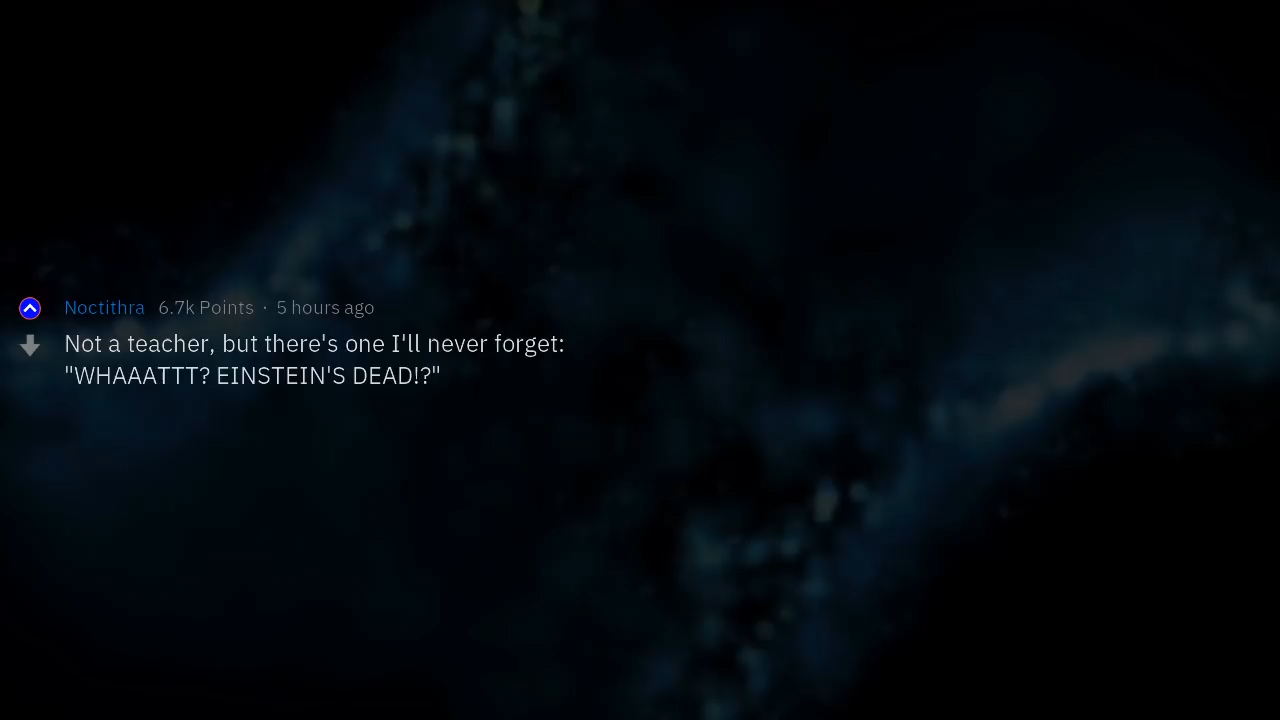 Noctithra 6.7k Points · 5 hours ago
Not a teacher, but there's one I'll never forget:
"WHAAATTT? EINSTEIN'S DEAD!?"